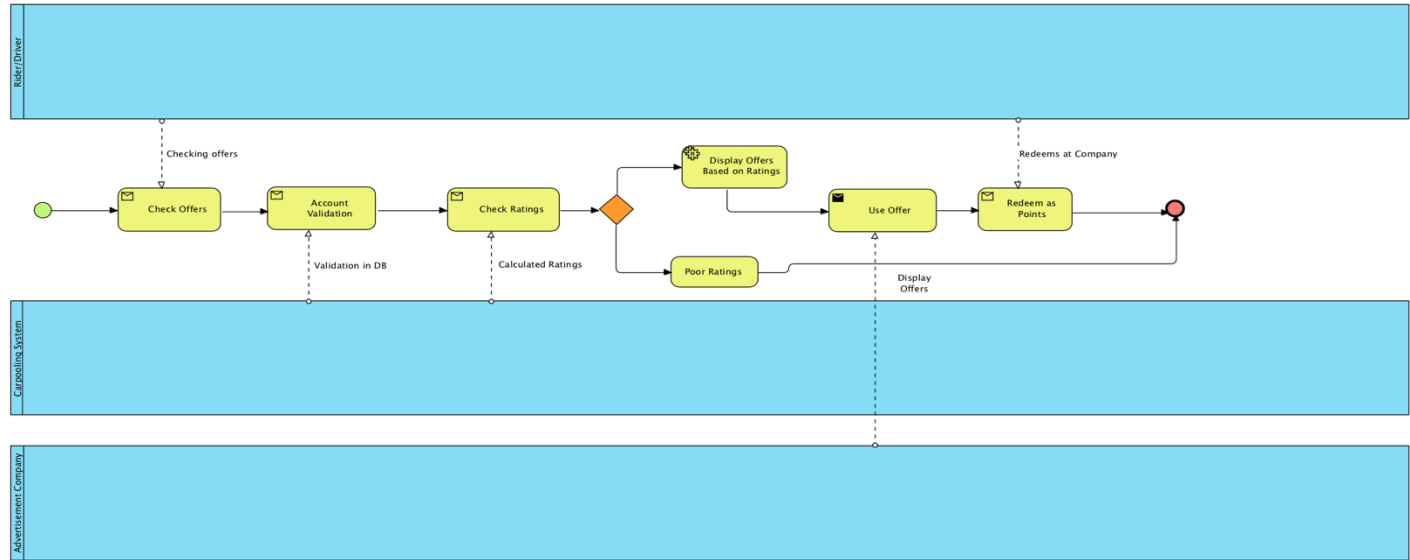 Rider/Driver
Checking offers
Redeems at Company
Display Offers
Based on Ratings
Check Offers
Account
Validation
Check Ratings
Use Offer
Redeem as
Points
Validation in DB
Calculated Ratings
Poor Ratings
Display
Offers
Carpooling System
Advertisement Company